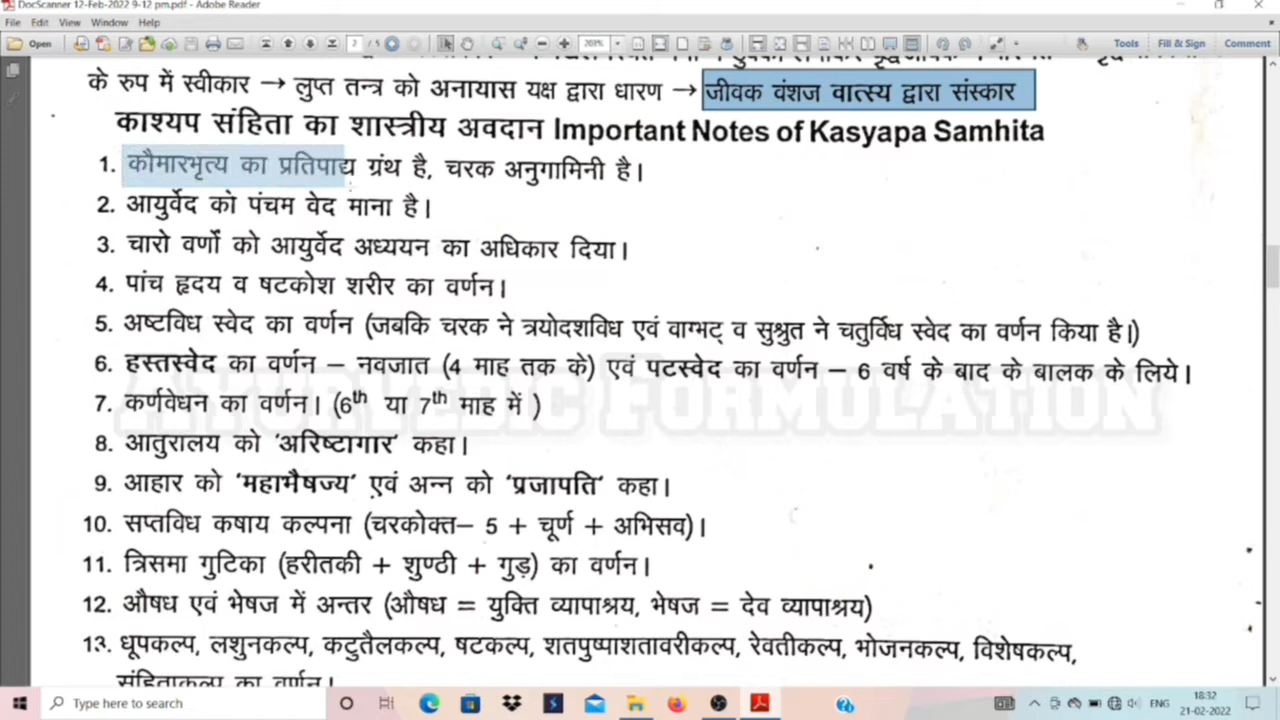 DocScanner 12-Feb-2022 9-12 pm.pdf - Adobe Reader
File Edit View Window Help
Open 2 / 5 203% Tools Fill & Sign Comment
के रुप में स्वीकार → लुप्त तन्त्र को अनायास यक्ष द्वारा धारण → जीवक वंशज वात्स्य द्वारा संस्कार
काश्यप संहिता का शास्त्रीय अवदान Important Notes of Kasyapa Samhita
1. कौमारभृत्य का प्रतिपाद्य ग्रंथ है, चरक अनुगामिनी है।
2. आयुर्वेद को पंचम वेद माना है।
3. चारो वर्णों को आयुर्वेद अध्ययन का अधिकार दिया।
4. पांच हृदय व षटकोश शरीर का वर्णन।
5. अष्टविध स्वेद का वर्णन (जबकि चरक ने त्रयोदशविध एवं वाग्भट् व सुश्रुत ने चतुर्विध स्वेद का वर्णन किया है।)
6. हस्तस्वेद का वर्णन – नवजात (4 माह तक के) एवं पटस्वेद का वर्णन – 6 वर्ष के बाद के बालक के लिये।
7. कर्णवेधन का वर्णन। (6th या 7th माह में )
AYURVEDIC FORMULATION
8. आतुरालय को 'अरिष्टागार' कहा।
9. आहार को 'महाभैषज्य' एवं अन्न को 'प्रजापति' कहा।
10. सप्तविध कषाय कल्पना (चरकोक्त– 5 + चूर्ण + अभिसव)।
11. त्रिसमा गुटिका (हरीतकी + शुण्ठी + गुड़) का वर्णन।
12. औषध एवं भेषज में अन्तर (औषध = युक्ति व्यापाश्रय, भेषज = देव व्यापाश्रय)
13. धूपकल्प, लशुनकल्प, कटुतैलकल्प, षटकल्प, शतपुष्पाशतावरीकल्प, रेवतीकल्प, भोजनकल्प, विशेषकल्प,
संहिताकल्प का वर्णन।
Type here to search ENG 18:32
21-02-2022